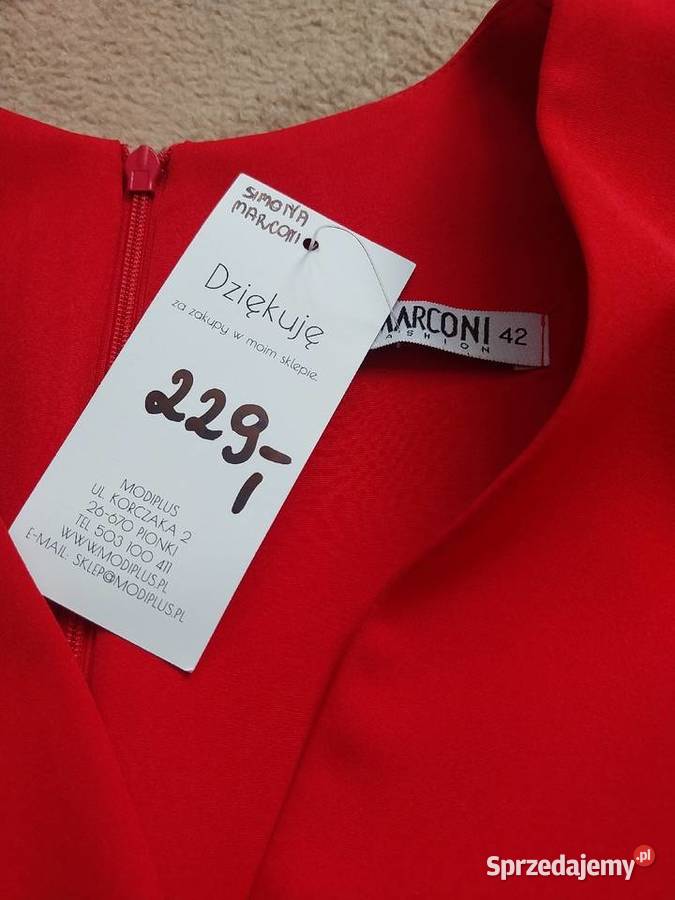 SIMONA
MARCONI
Dziękuję
za zakupy w moim sklepie.
229,-
MODIPLUS
UL. KORCZAKA 2
26-670 PIONKI
TEL 503 100 411
WWW.MODIPLUS.PL
E-MAIL: SKLEP@MODIPLUS.PL
MARCONI 42
FASHION
Sprzedajemy.pl